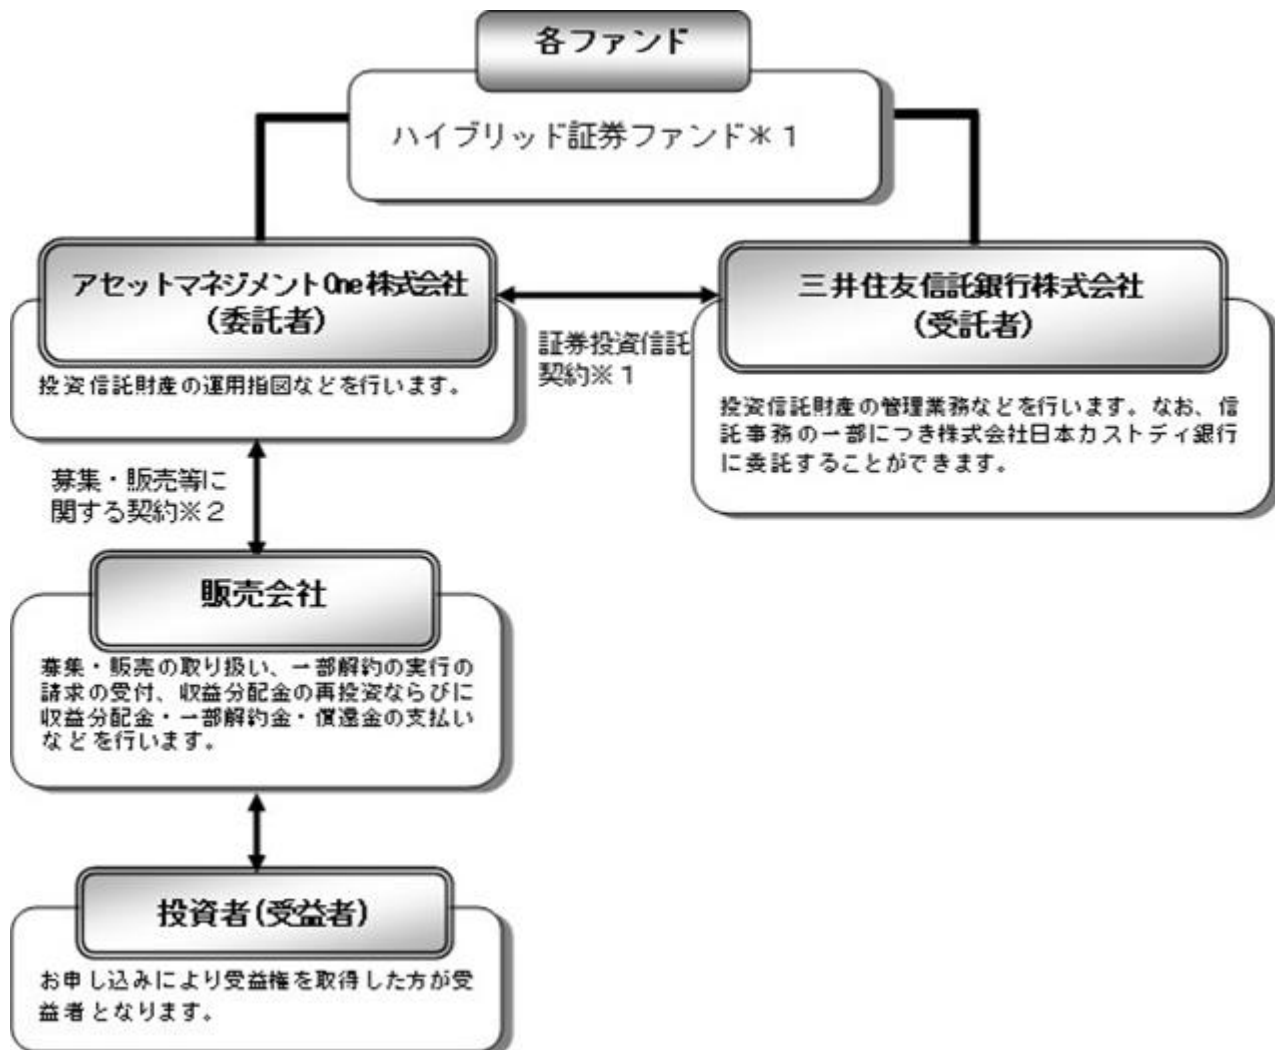 各ファンド
ハイブリッド証券ファンド＊１
アセットマネジメントOne株式会社
（委託者）
投資信託財産の運用指図などを行います。
証券投資信託
契約※１
三井住友信託銀行株式会社
（受託者）
投資信託財産の管理業務などを行います。なお、信
託事務の一部につき株式会社日本カストディ銀行
に委託することができます。
募集・販売等に
関する契約※２
販売会社
募集・販売の取り扱い、一部解約の実行の
請求の受付、収益分配金の再投資ならびに
収益分配金・一部解約金・償還金の支払い
などを行います。
投資者（受益者）
お申し込みにより受益権を取得した方が受
益者となります。